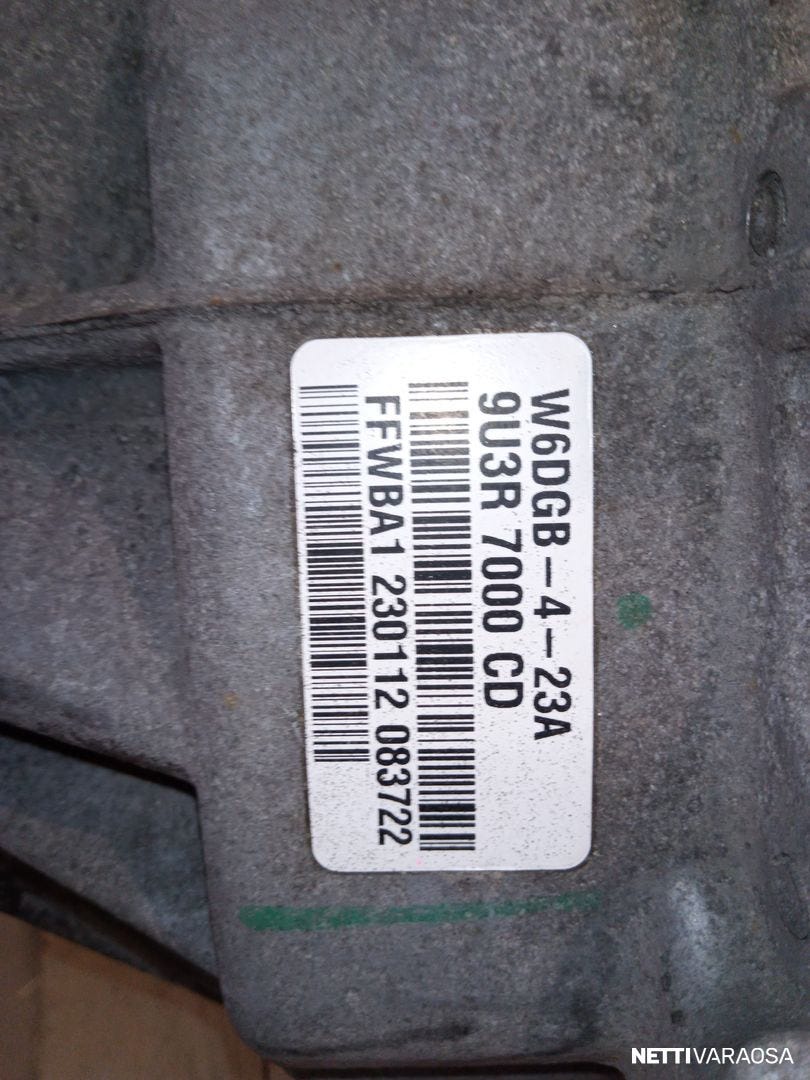 W6DGB-4-23A
9U3R 7000 CD
FFWBA1 230112 083722
NETTIVARAOSA